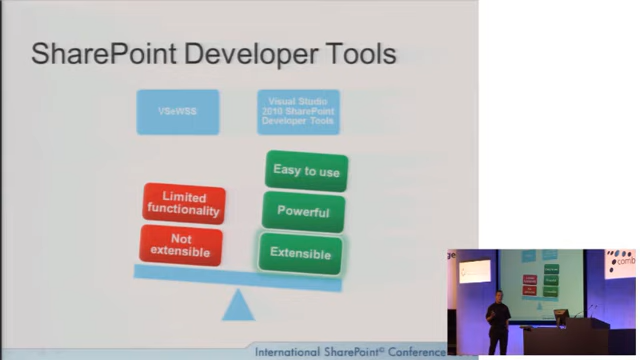 SharePoint Developer Tools
VSeWSS
Visual Studio
2010 SharePoint
Developer Tools
Easy to use
Limited
functionality
Powerful
Not
extensible
Extensible
International SharePoint© Conference